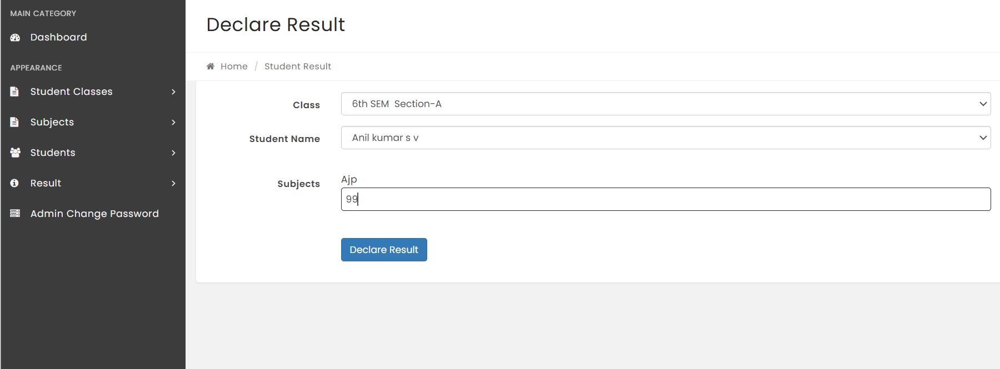 MAIN CATEGORY
Dashboard
APPEARANCE
Student Classes
Subjects
Students
Result
Admin Change Password
Declare Result
Home / Student Result
Class
6th SEM  Section-A
Student Name
Anil kumar s v
Subjects
Ajp
99
Declare Result